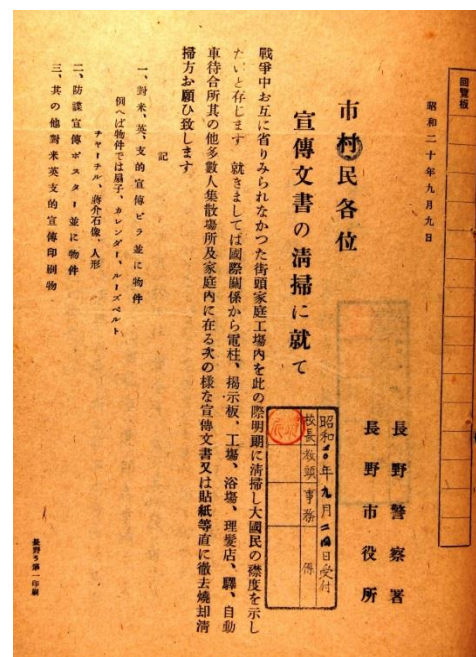 回覽板
昭和二十年九月九日
市村民各位
長野警察署
長野市役所
宣傳文書の清掃に就て
戰爭中お互に省りみられなかつた街頭家庭工場內を此の際明朗に清掃し大國民の襟度を示し
たいと存じます 就きましては國際關係から電柱、揭示板、工場、浴場、理髮店、驛、自動
車待合所其の他多數人集散場所及家庭內に在る次の樣な宣傳文書又は貼紙等直に徹去燒却清
掃方お願ひ致します
記
一、對米、英、支的宣傳ビラ並に物件
例へば物件では扇子、カレンダー、ルーズベルト
チャーチル、蔣介石像、人形
二、防諜宣傳ポスター並に物件
三、其の他對米英支的宣傳印刷物
昭和20年九月二四日受付
校長 教頭 事務
長野5第一印刷